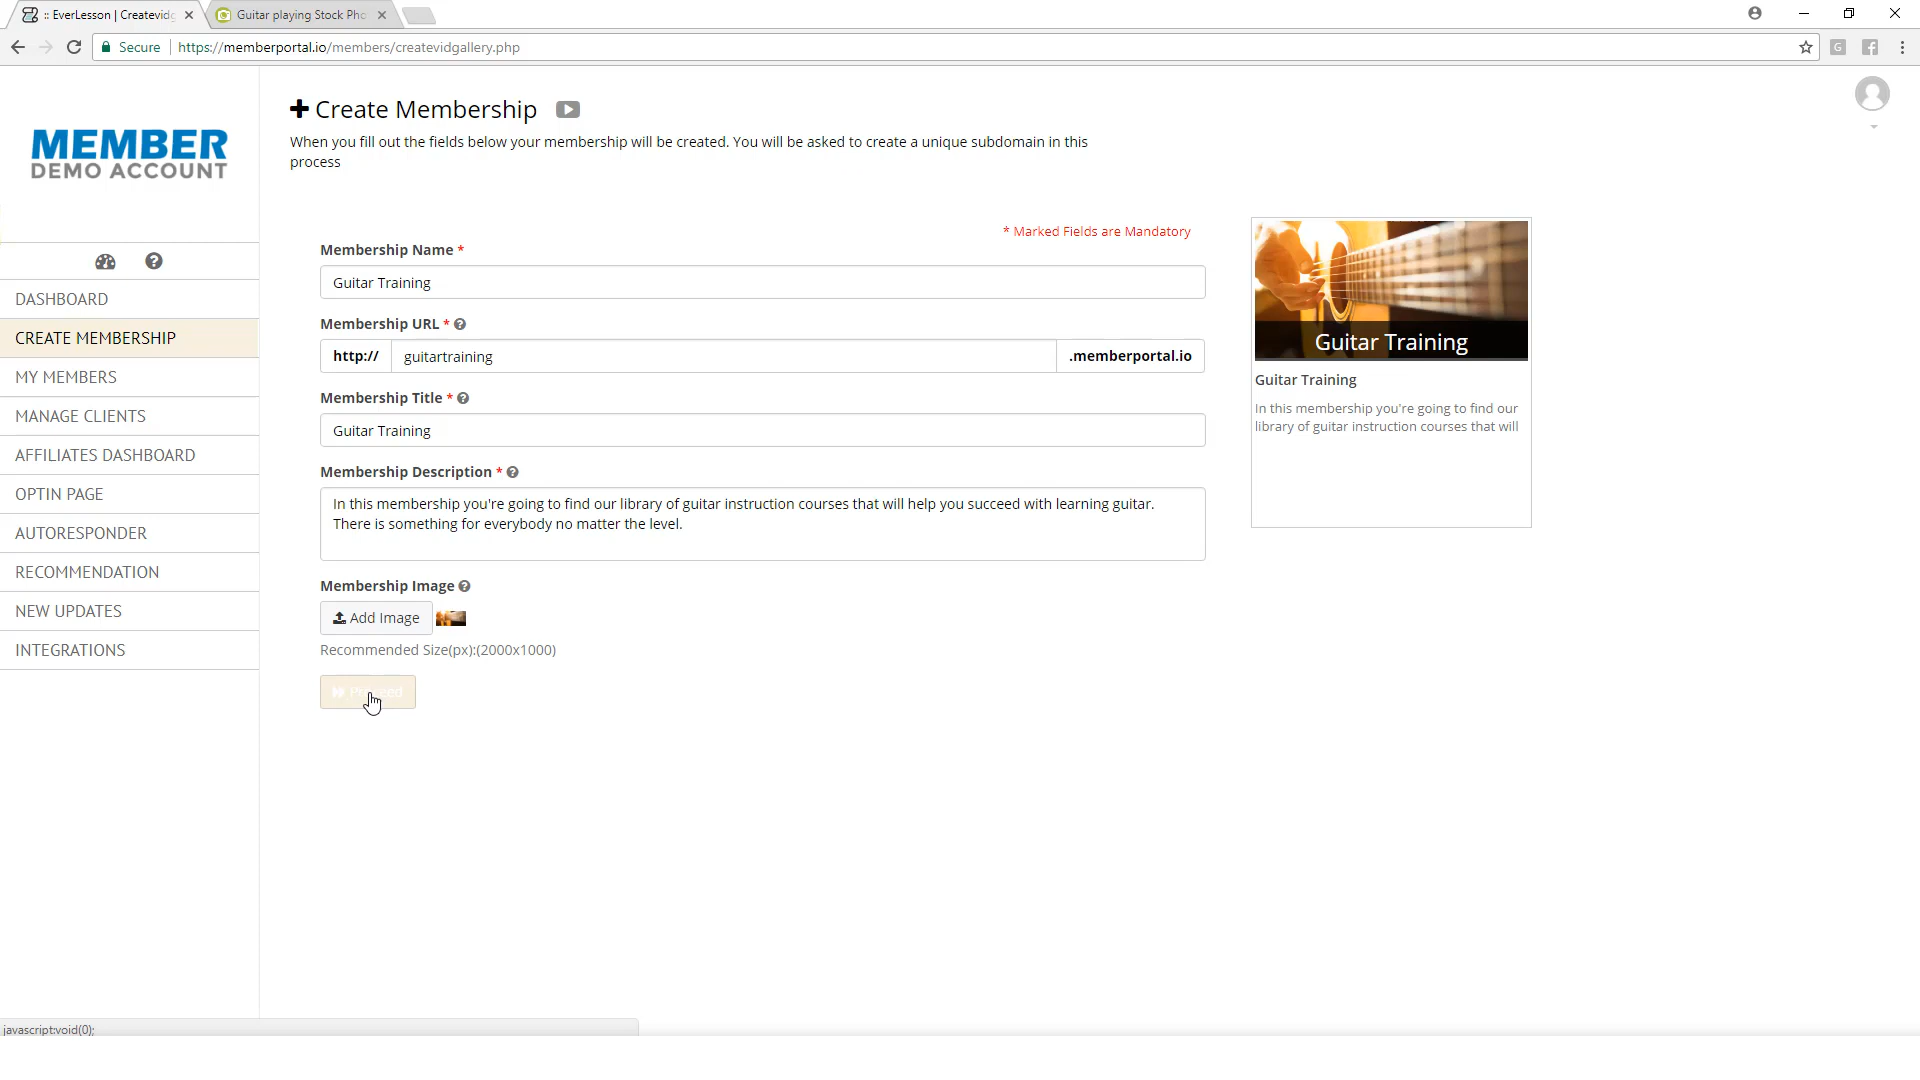 :: EverLesson | Createvidg
Guitar playing Stock Pho
Secure
https://memberportal.io/members/createvidgallery.php
MEMBER
DEMO ACCOUNT
DASHBOARD
CREATE MEMBERSHIP
MY MEMBERS
MANAGE CLIENTS
AFFILIATES DASHBOARD
OPTIN PAGE
AUTORESPONDER
RECOMMENDATION
NEW UPDATES
INTEGRATIONS
Create Membership
When you fill out the fields below your membership will be created. You will be asked to create a unique subdomain in this
process
* Marked Fields are Mandatory
Membership Name *
Guitar Training
Membership URL *
http:// guitartraining .memberportal.io
Membership Title *
Guitar Training
Membership Description *
In this membership you're going to find our library of guitar instruction courses that will help you succeed with learning guitar.
There is something for everybody no matter the level.
Membership Image
Add Image
Recommended Size(px):(2000x1000)
Proceed
Guitar Training
Guitar Training
In this membership you're going to find our
library of guitar instruction courses that will
javascript:void(0);